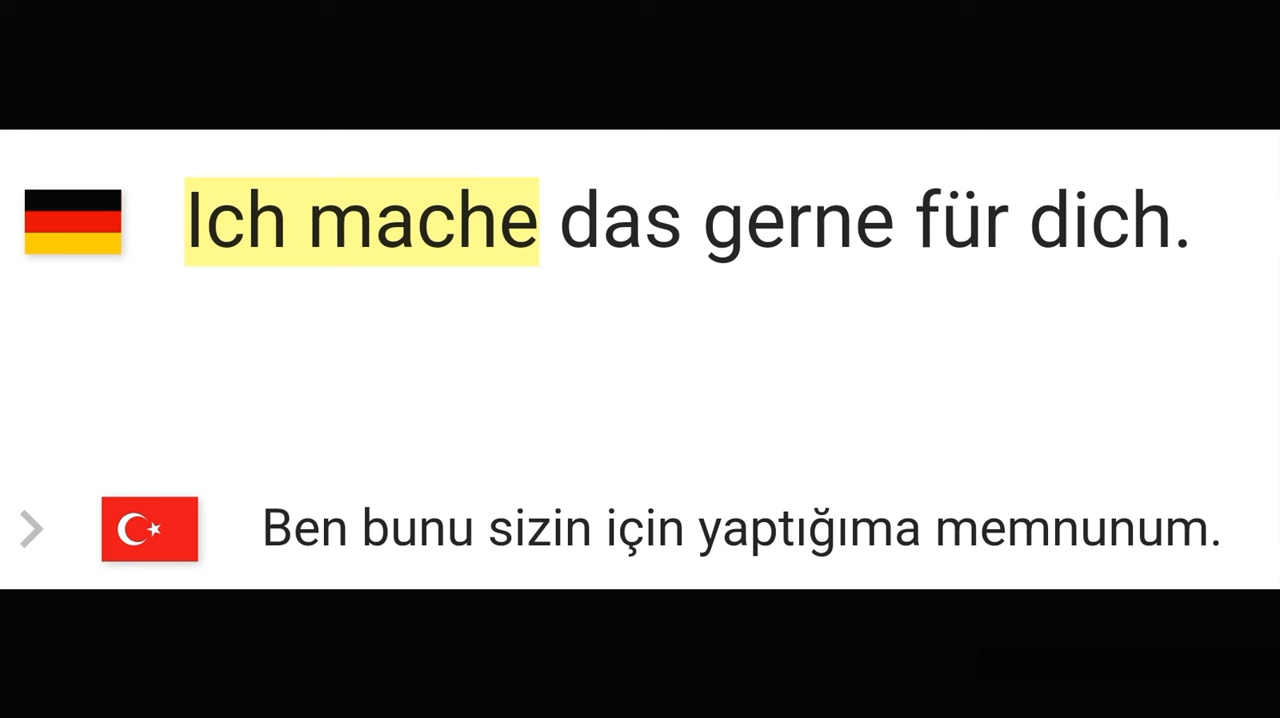 Ich mache das gerne für dich.
Ben bunu sizin için yaptığıma memnunum.